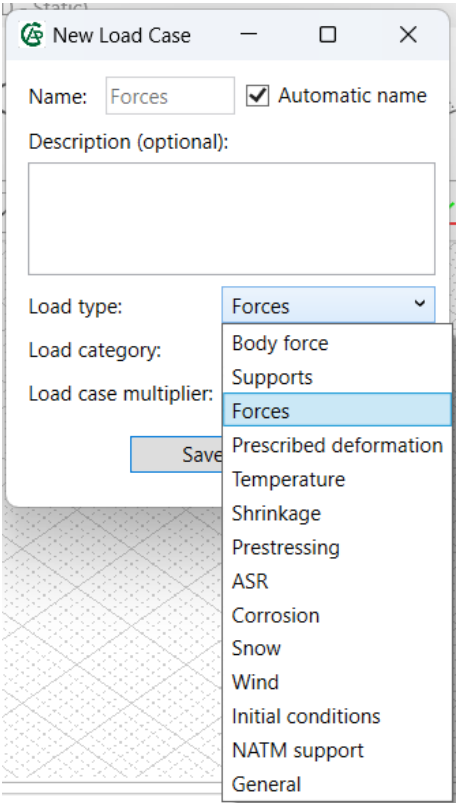 D - Static)
New Load Case
Name: Forces Automatic name
Description (optional):
Load type: Forces
Load category:
Load case multiplier:
Save
Body force
Supports
Forces
Prescribed deformation
Temperature
Shrinkage
Prestressing
ASR
Corrosion
Snow
Wind
Initial conditions
NATM support
General